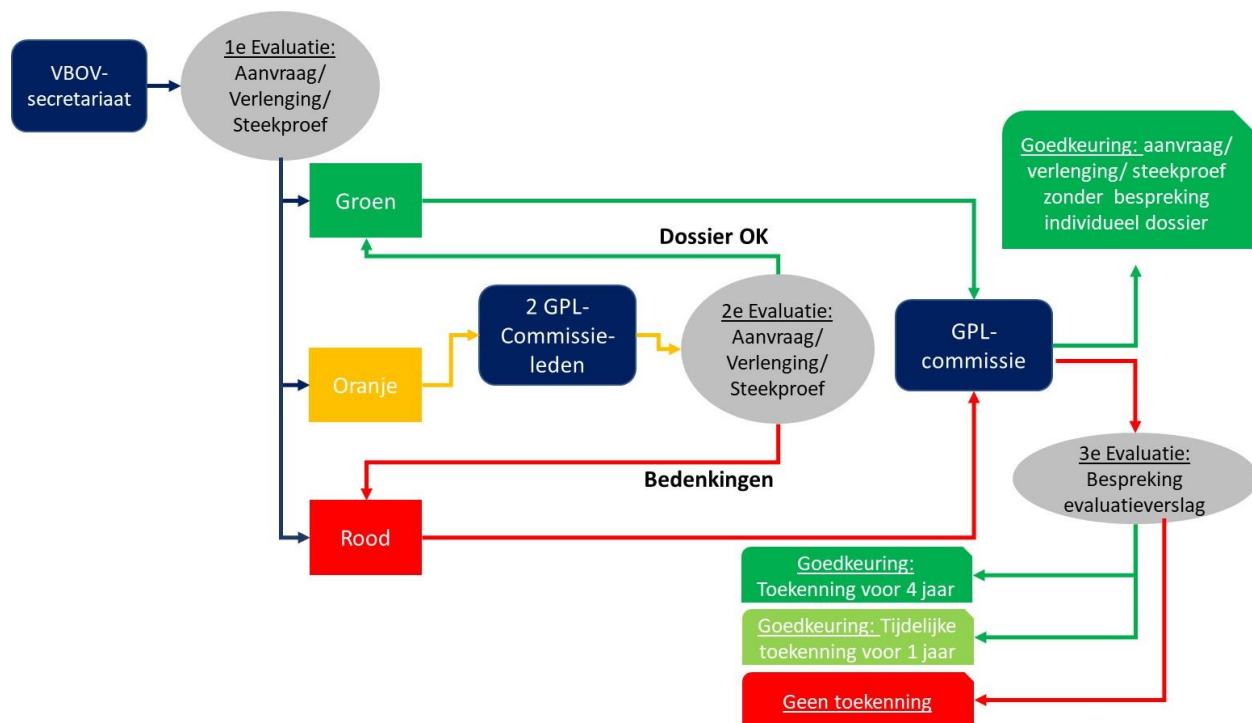 VBOV-
secretariaat
1e Evaluatie:
Aanvraag/
Verlenging/
Steekproef
Groen
Goedkeuring: aanvraag/
verlenging/ steekproef
zonder bespreking
individueel dossier
Dossier OK
2 GPL-
Commissie-
leden
2e Evaluatie:
Aanvraag/
Verlenging/
Steekproef
GPL-
commissie
Oranje
Bedenkingen
3e Evaluatie:
Bespreking
evaluatieverslag
Rood
Goedkeuring:
Toekenning voor 4 jaar
Goedkeuring: Tijdelijke
toekenning voor 1 jaar
Geen toekenning